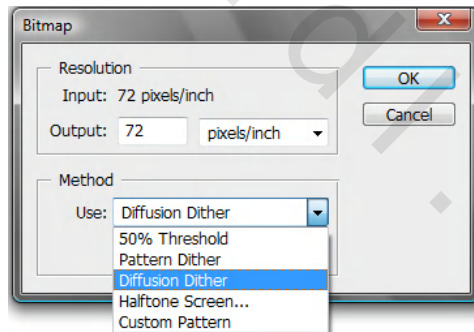 Bitmap
Resolution
OK
Input: 72 pixels/inch
Cancel
Output: 72 pixels/inch
Method
Use: Diffusion Dither
50% Threshold
Pattern Dither
Diffusion Dither
Halftone Screen...
Custom Pattern